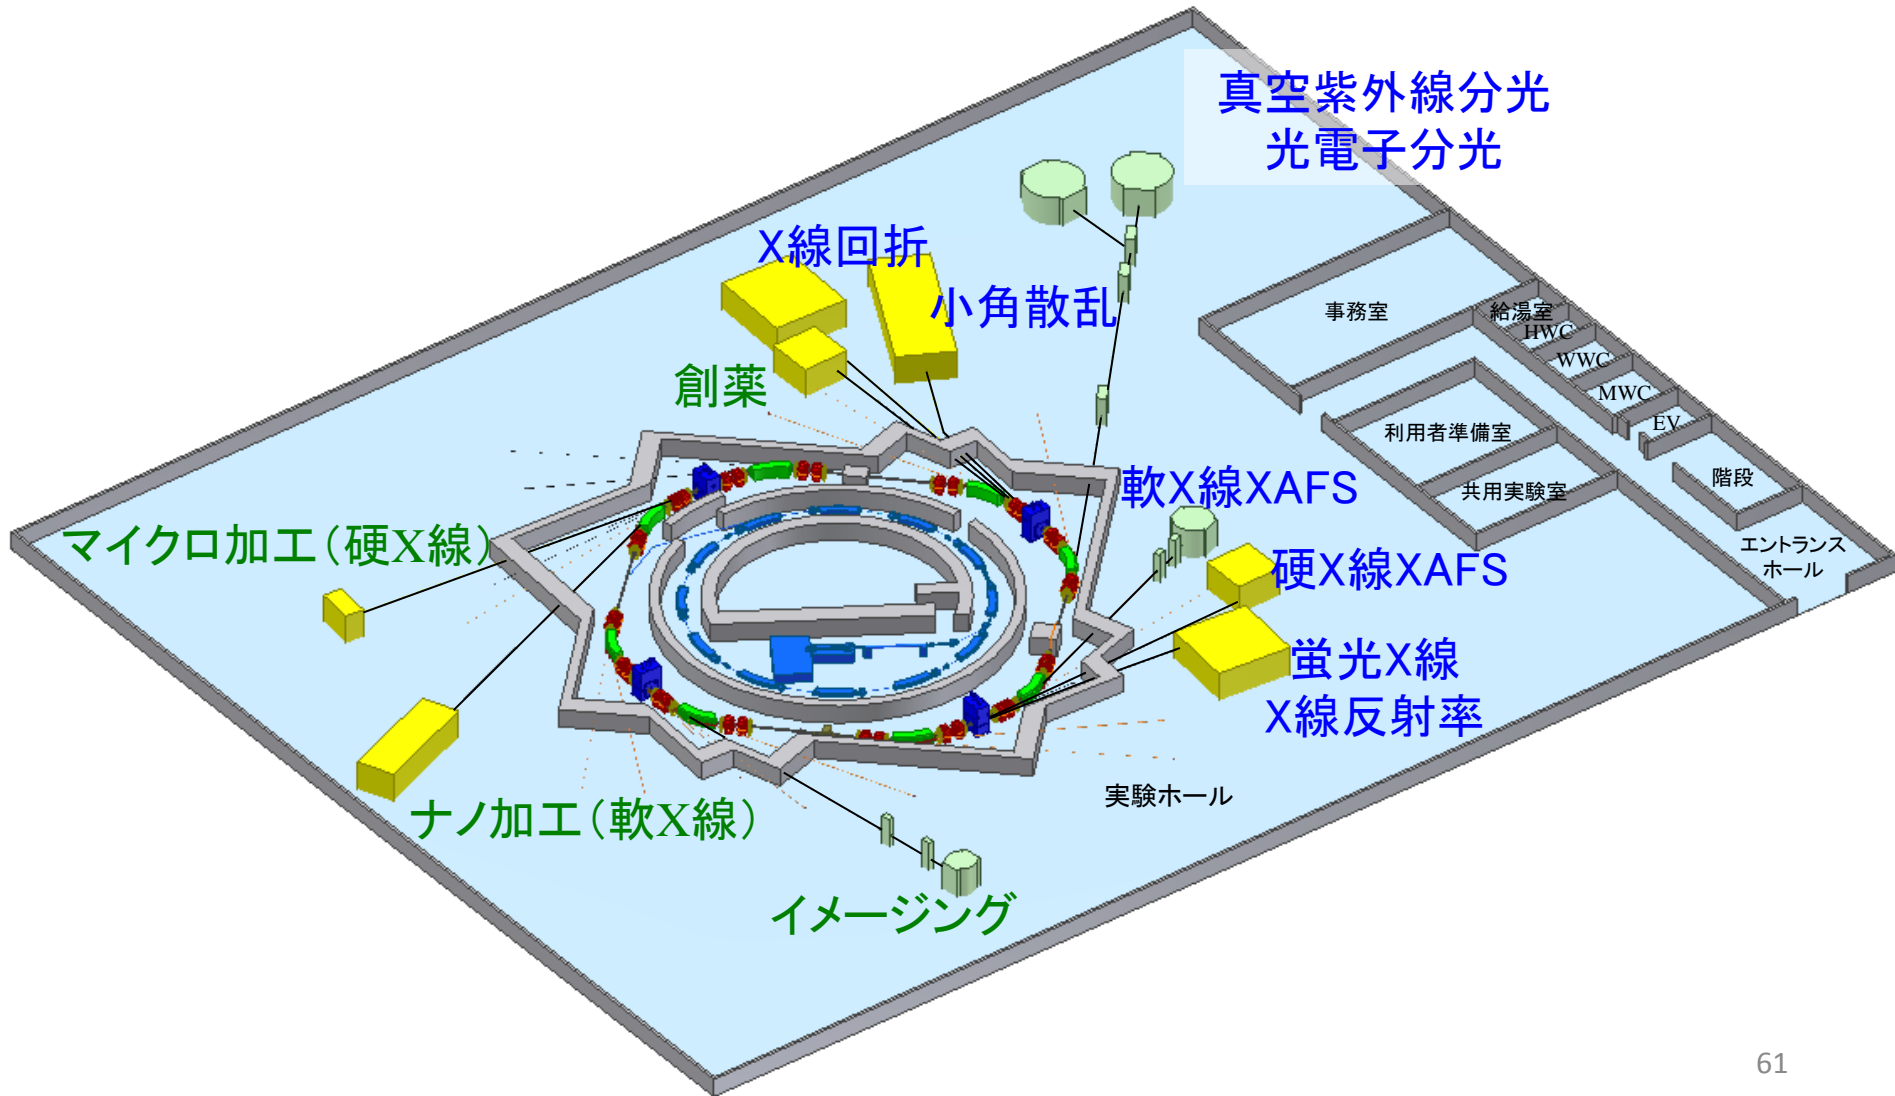 真空紫外線分光
光電子分光
X線回折
小角散乱
創薬
事務室
給湯室
HWC
WWC
MWC
EV
利用者準備室
共用実験室
階段
エントランス
ホール
軟X線XAFS
硬X線XAFS
マイクロ加工（硬X線）
蛍光X線
X線反射率
実験ホール
ナノ加工（軟X線）
イメージング
61